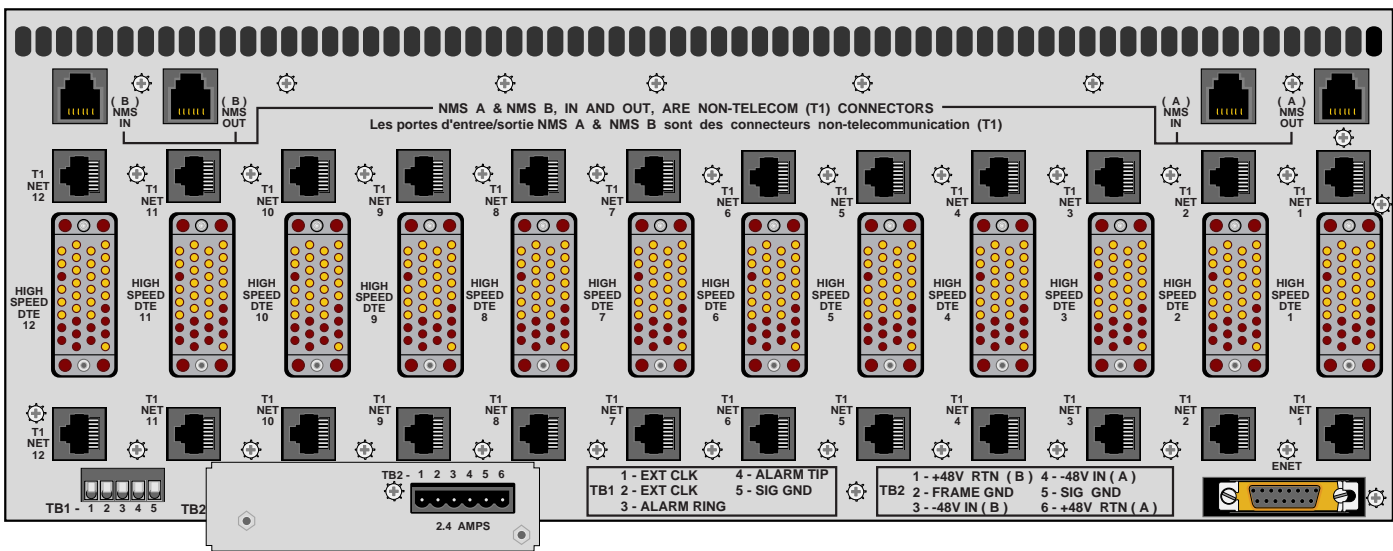 ( B )
NMS
IN
( B )
NMS
OUT
NMS A & NMS B, IN AND OUT, ARE NON-TELECOM (T1) CONNECTORS
Les portes d'entree/sortie NMS A & NMS B sont des connecteurs non-telecommunication (T1)
( A )
NMS
IN
( A )
NMS
OUT
T1
NET
12
T1
NET
11
T1
NET
10
T1
NET
9
T1
NET
8
T1
NET
7
T1
NET
6
T1
NET
5
T1
NET
4
T1
NET
3
T1
NET
2
T1
NET
1
HIGH
SPEED
DTE
12
HIGH
SPEED
DTE
11
HIGH
SPEED
DTE
10
HIGH
SPEED
DTE
9
HIGH
SPEED
DTE
8
HIGH
SPEED
DTE
7
HIGH
SPEED
DTE
6
HIGH
SPEED
DTE
5
HIGH
SPEED
DTE
4
HIGH
SPEED
DTE
3
HIGH
SPEED
DTE
2
HIGH
SPEED
DTE
1
T1
NET
12
T1
NET
11
T1
NET
10
T1
NET
9
T1
NET
8
T1
NET
7
T1
NET
6
T1
NET
5
T1
NET
4
T1
NET
3
T1
NET
2
T1
NET
1
TB1 - 1 2 3 4 5
TB2
TB2 - 1 2 3 4 5 6
2.4 AMPS
TB1
1 - EXT CLK
2 - EXT CLK
3 - ALARM RING
4 - ALARM TIP
5 - SIG GND
TB2
1 - +48V RTN ( B )
2 - FRAME GND
3 - -48V IN ( B )
4 - -48V IN ( A )
5 - SIG GND
6 - +48V RTN ( A )
ENET